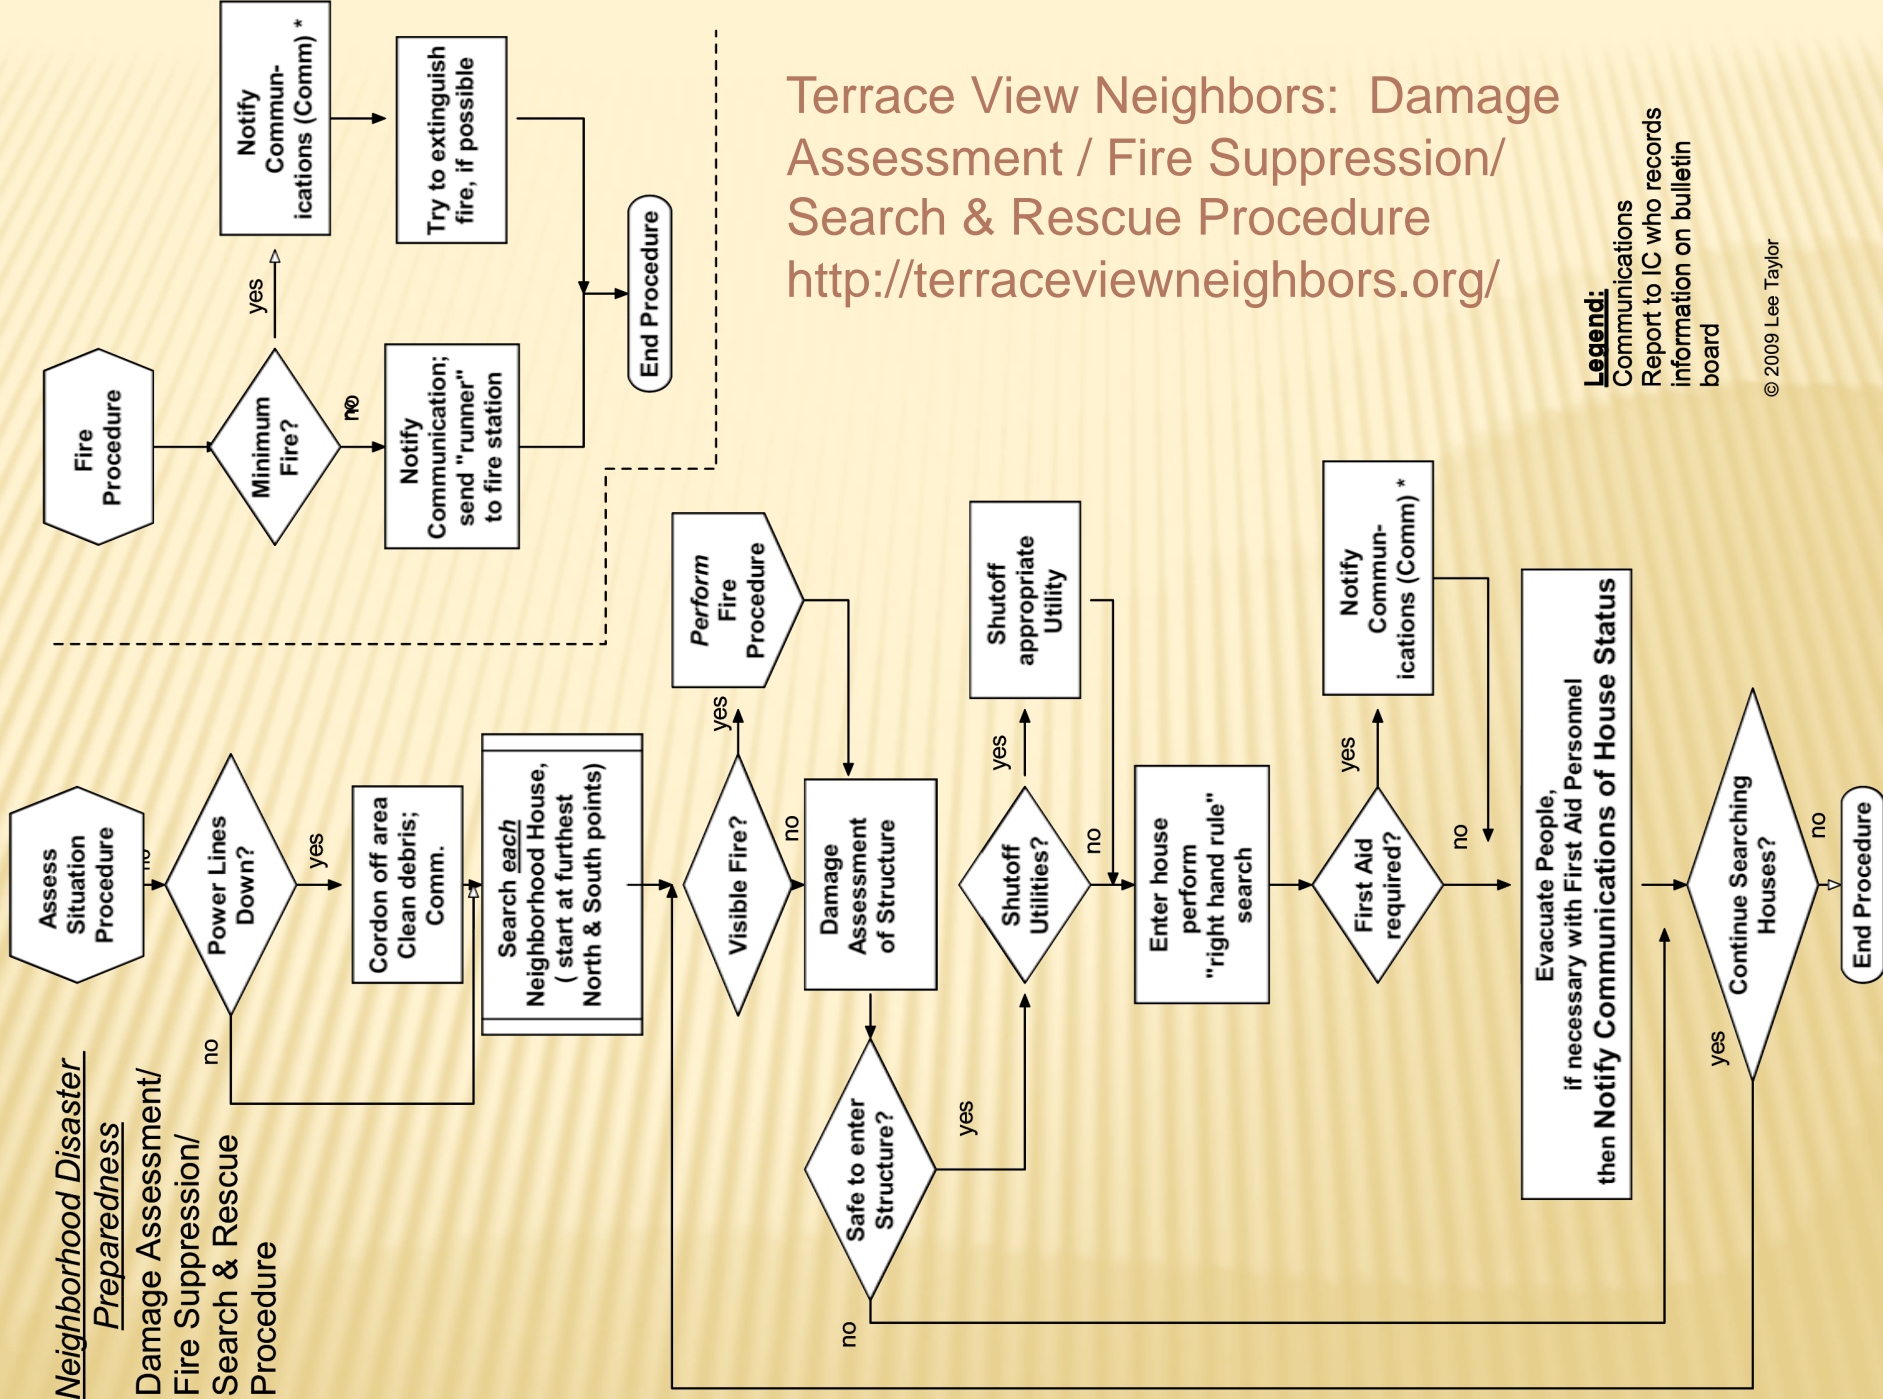 Neighborhood Disaster
Preparedness
Damage Assessment/
Fire Suppression/
Search & Rescue
Procedure
Assess
Situation
Procedure
no
Power Lines
Down?
no
yes
Cordon off area
Clean debris;
Comm.
Search each
Neighborhood House,
( start at furthest
North & South points)
Visible Fire?
yes
no
Perform
Fire
Procedure
Damage
Assessment
of Structure
Safe to enter
Structure?
no
yes
Shutoff
Utilities?
yes
no
Shutoff
appropriate
Utility
Enter house
perform
"right hand rule"
search
First Aid
required?
yes
no
Notify
Commun-
ications (Comm) *
Evacuate People,
if necessary with First Aid Personnel
then Notify Communications of House Status
Continue Searching
Houses?
yes
no
End Procedure
Fire
Procedure
Minimum
Fire?
yes
no
Notify
Commun-
ications (Comm) *
Try to extinguish
fire, if possible
Notify
Communication;
send "runner"
to fire station
End Procedure
Terrace View Neighbors: Damage
Assessment / Fire Suppression/
Search & Rescue Procedure
http://terraceviewneighbors.org/
Legend:
Communications
Report to IC who records
information on bulletin
board
© 2009 Lee Taylor